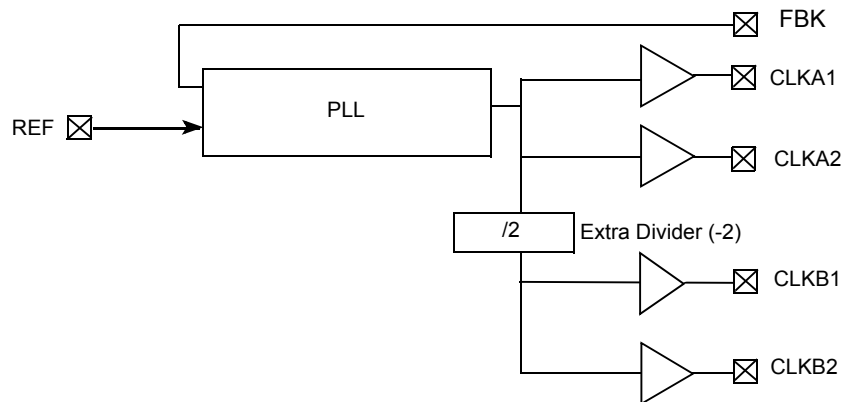 FBK
CLKA1
PLL
REF
CLKA2
/2
Extra Divider (-2)
CLKB1
CLKB2